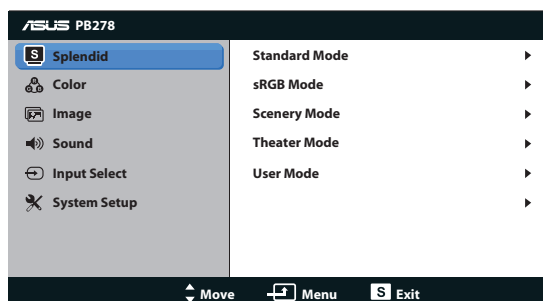 ASUS PB278
S Splendid
Color
Image
Sound
Input Select
System Setup
Standard Mode
sRGB Mode
Scenery Mode
Theater Mode
User Mode
Move Menu S Exit